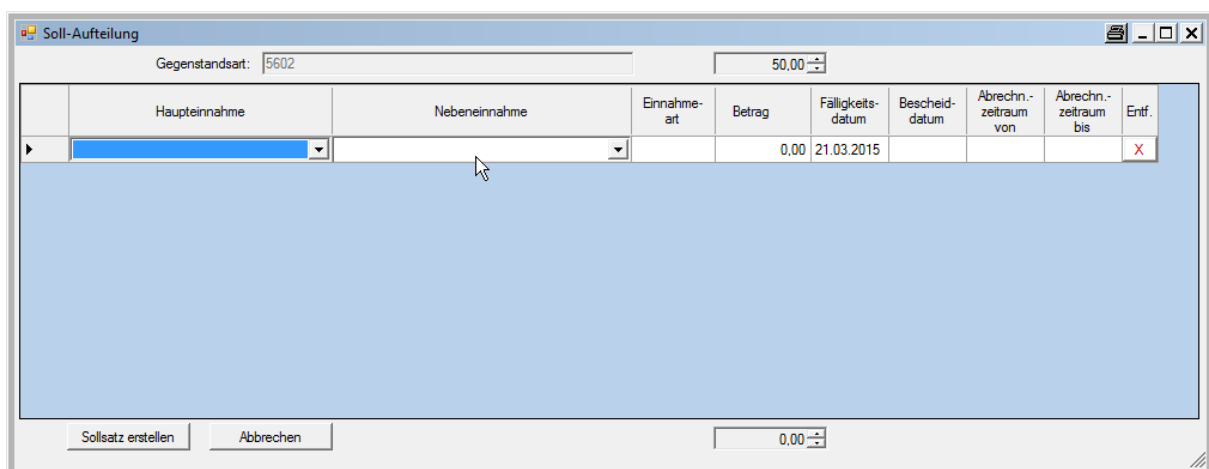 Soll-Aufteilung
Gegenstandsart: 5602 50,00
Haupteinnahme Nebeneinnahme Einnahme-art Betrag Fälligkeits-datum Bescheid-datum Abrechn.-zeitraum von Abrechn.-zeitraum bis Entf.
0,00 21.03.2015 X
Sollsatz erstellen Abbrechen 0,00